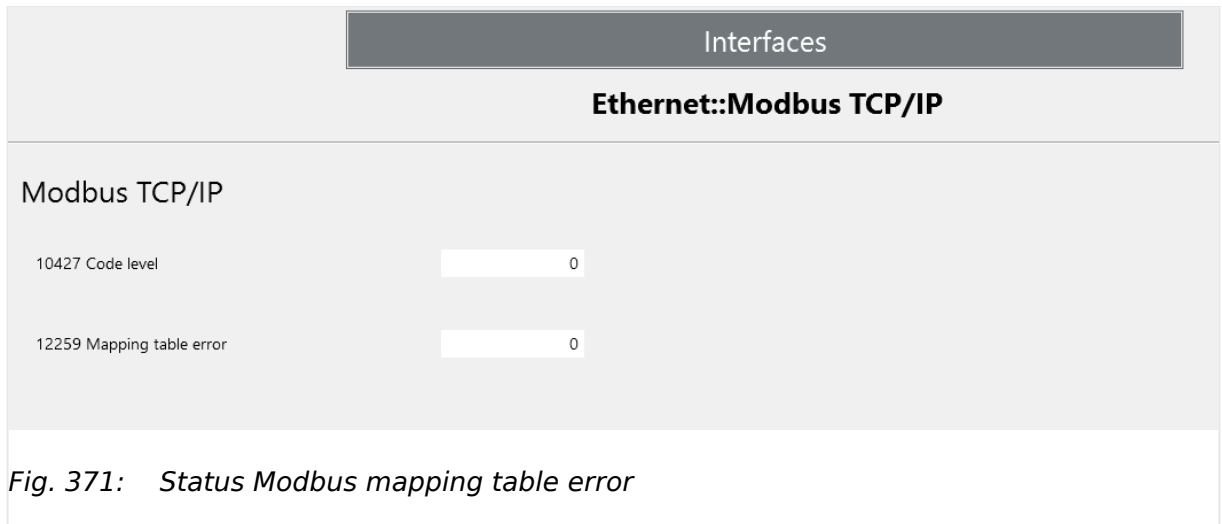 Interfaces
Ethernet::Modbus TCP/IP
Modbus TCP/IP
10427 Code level 0
12259 Mapping table error 0
Fig. 371: Status Modbus mapping table error